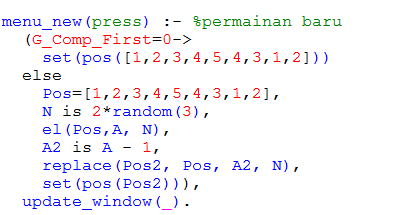 menu_new(press) :- %permainan baru
(G_Comp_First=0->
set(pos([1,2,3,4,5,4,3,1,2]))
else
Pos=[1,2,3,4,5,4,3,1,2],
N is 2*random(3),
el(Pos,A, N),
A2 is A - 1,
replace(Pos2, Pos, A2, N),
set(pos(Pos2))),
update_window(_).